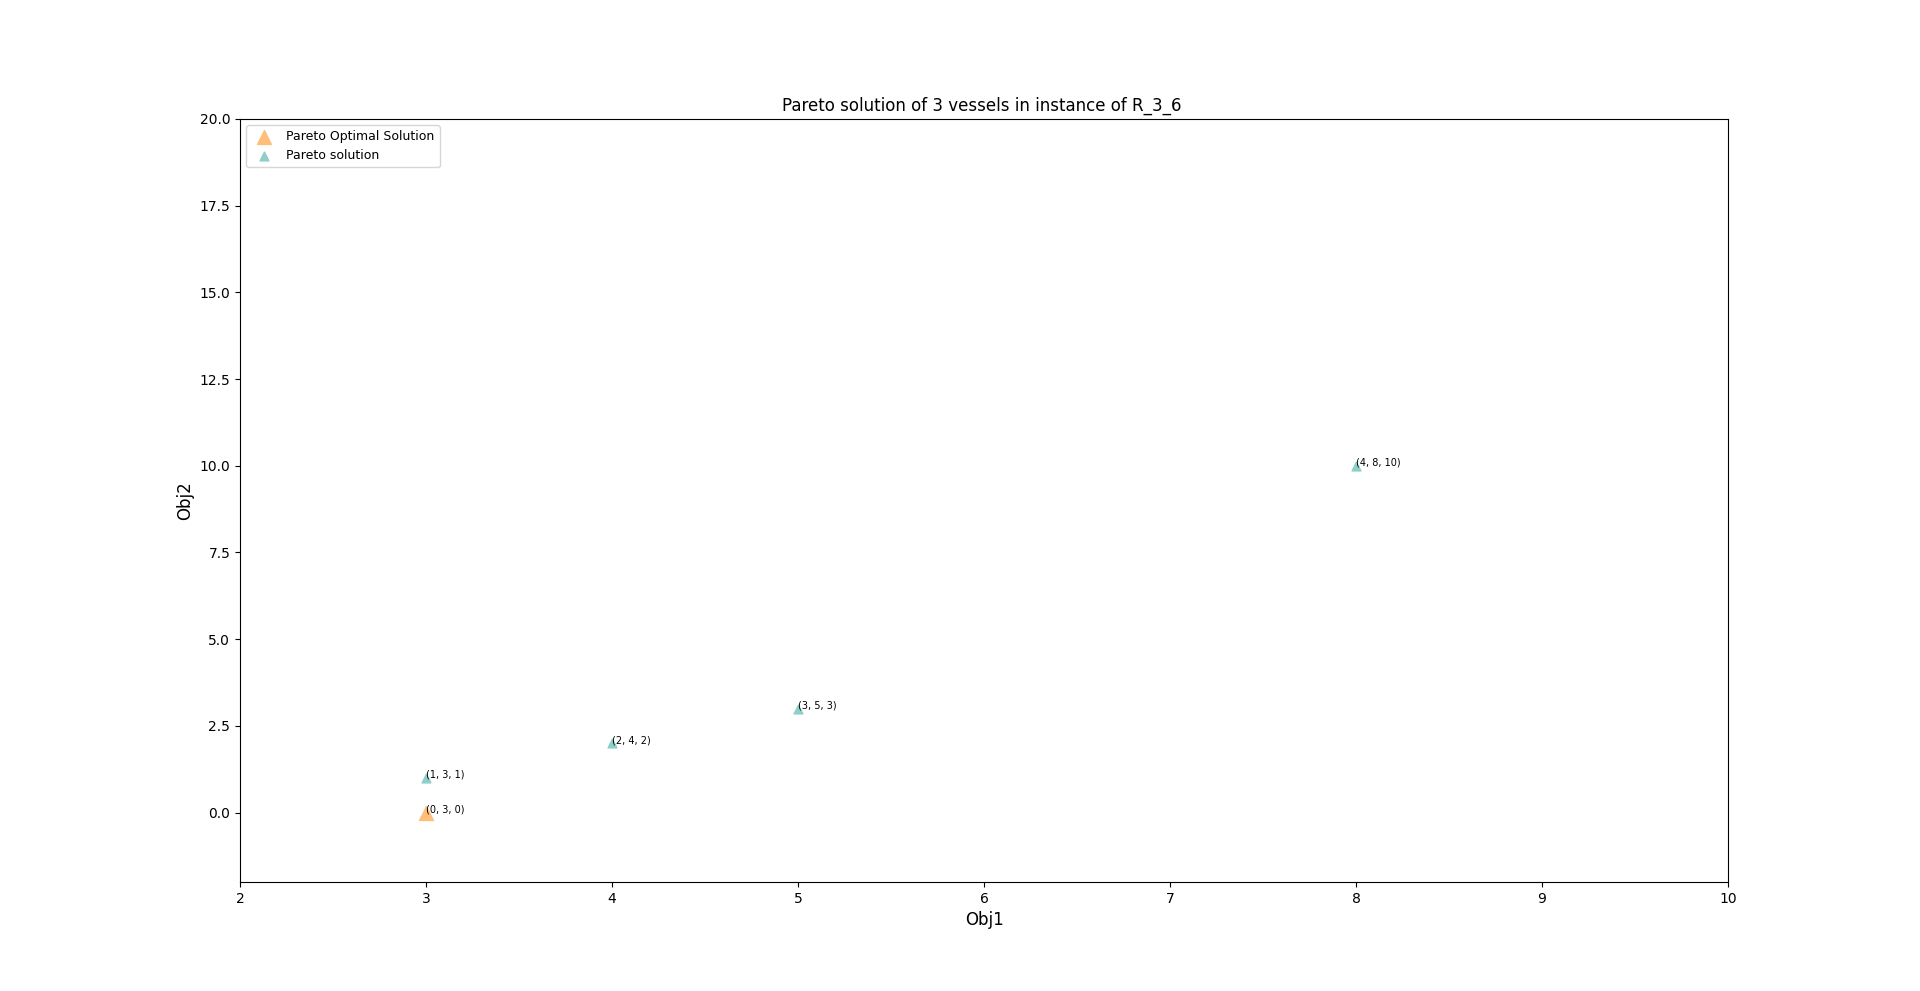 Pareto solution of 3 vessels in instance of R_3_6
Pareto Optimal Solution
Pareto solution
20.0
17.5
15.0
12.5
10.0
7.5
5.0
2.5
0.0
Obj2
(4, 8, 10)
(3, 5, 3)
(2, 4, 2)
(1, 3, 1)
(0, 3, 0)
2 3 4 5 6 7 8 9 10
Obj1